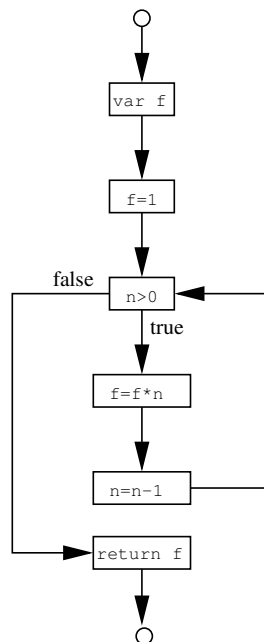 var f
f=1
false
n>0
true
f=f*n
n=n-1
return f